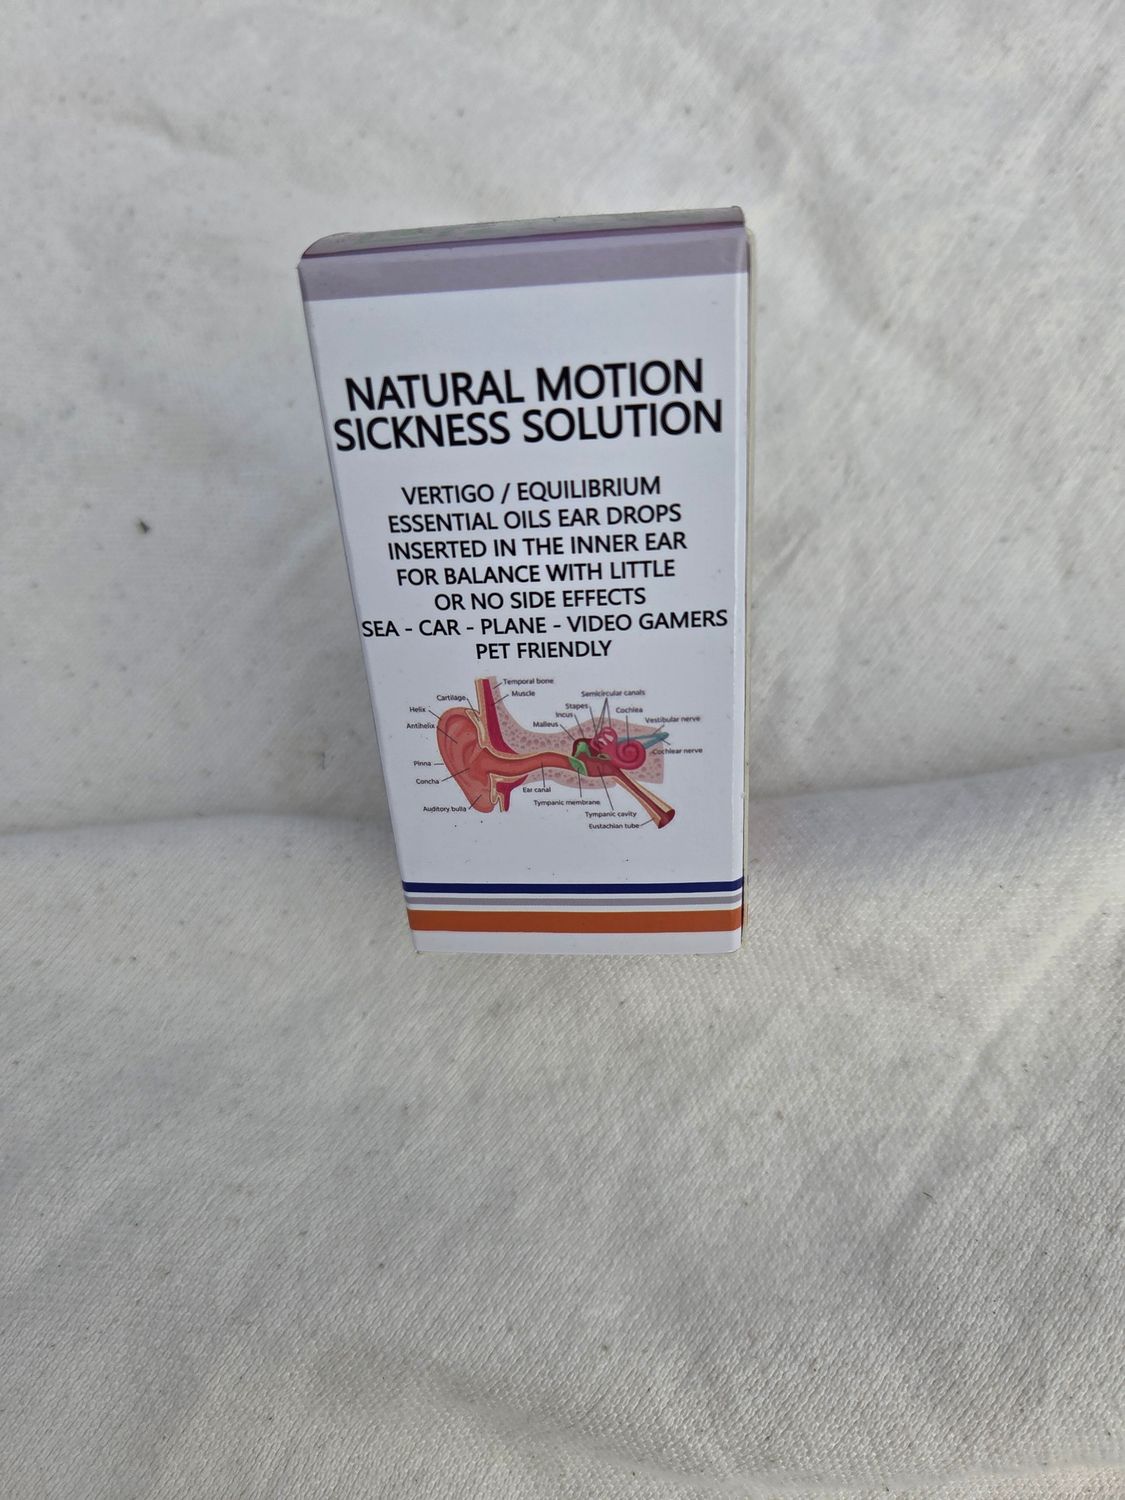 NATURAL MOTION
SICKNESS SOLUTION
VERTIGO / EQUILIBRIUM
ESSENTIAL OILS EAR DROPS
INSERTED IN THE INNER EAR
FOR BALANCE WITH LITTLE
OR NO SIDE EFFECTS
SEA - CAR - PLANE - VIDEO GAMERS
PET FRIENDLY
Temporal bone
Muscle
Cartilage
Helix
Antihelix
Pinna
Concha
Auditory bulla
Ear canal
Semicircular canals
Stapes
Incus
Malleus
Cochlea
Vestibular nerve
Cochlear nerve
Tympanic membrane
Tympanic cavity
Eustachian tube